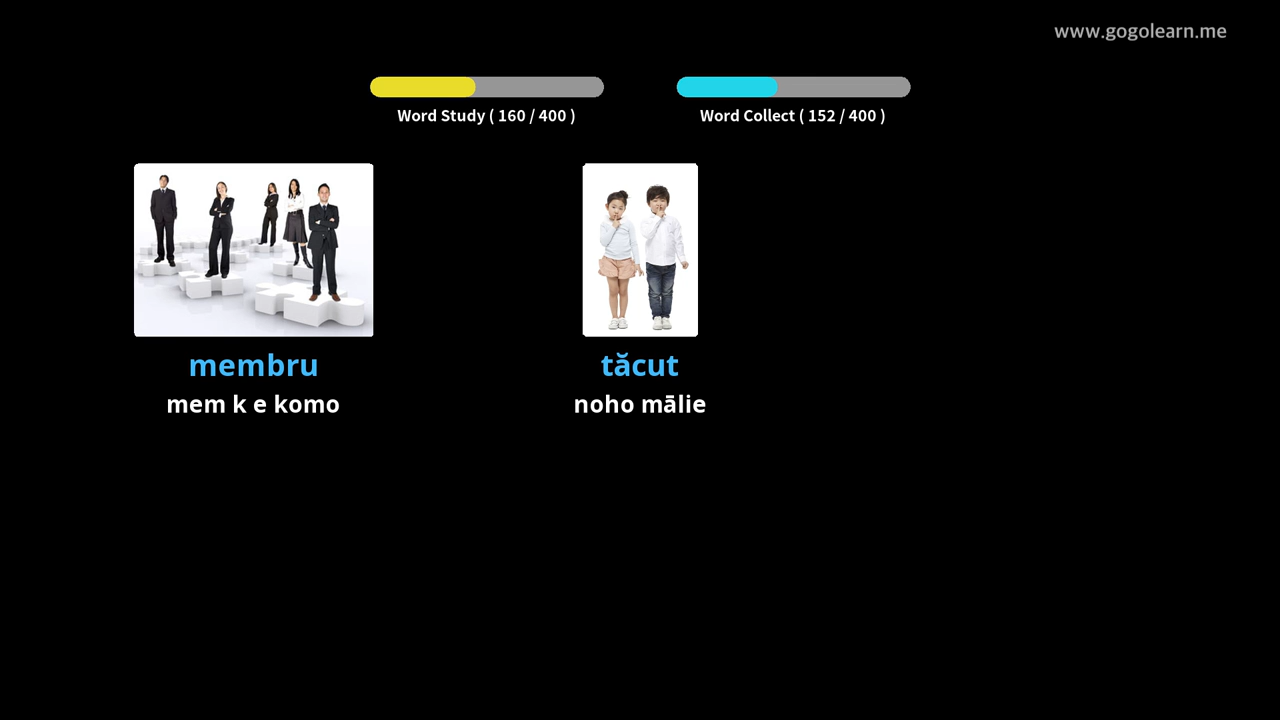 www.gogolearn.me
Word Study ( 160 / 400 )
Word Collect ( 152 / 400 )
membru
mem k e komo
tăcut
noho mālie